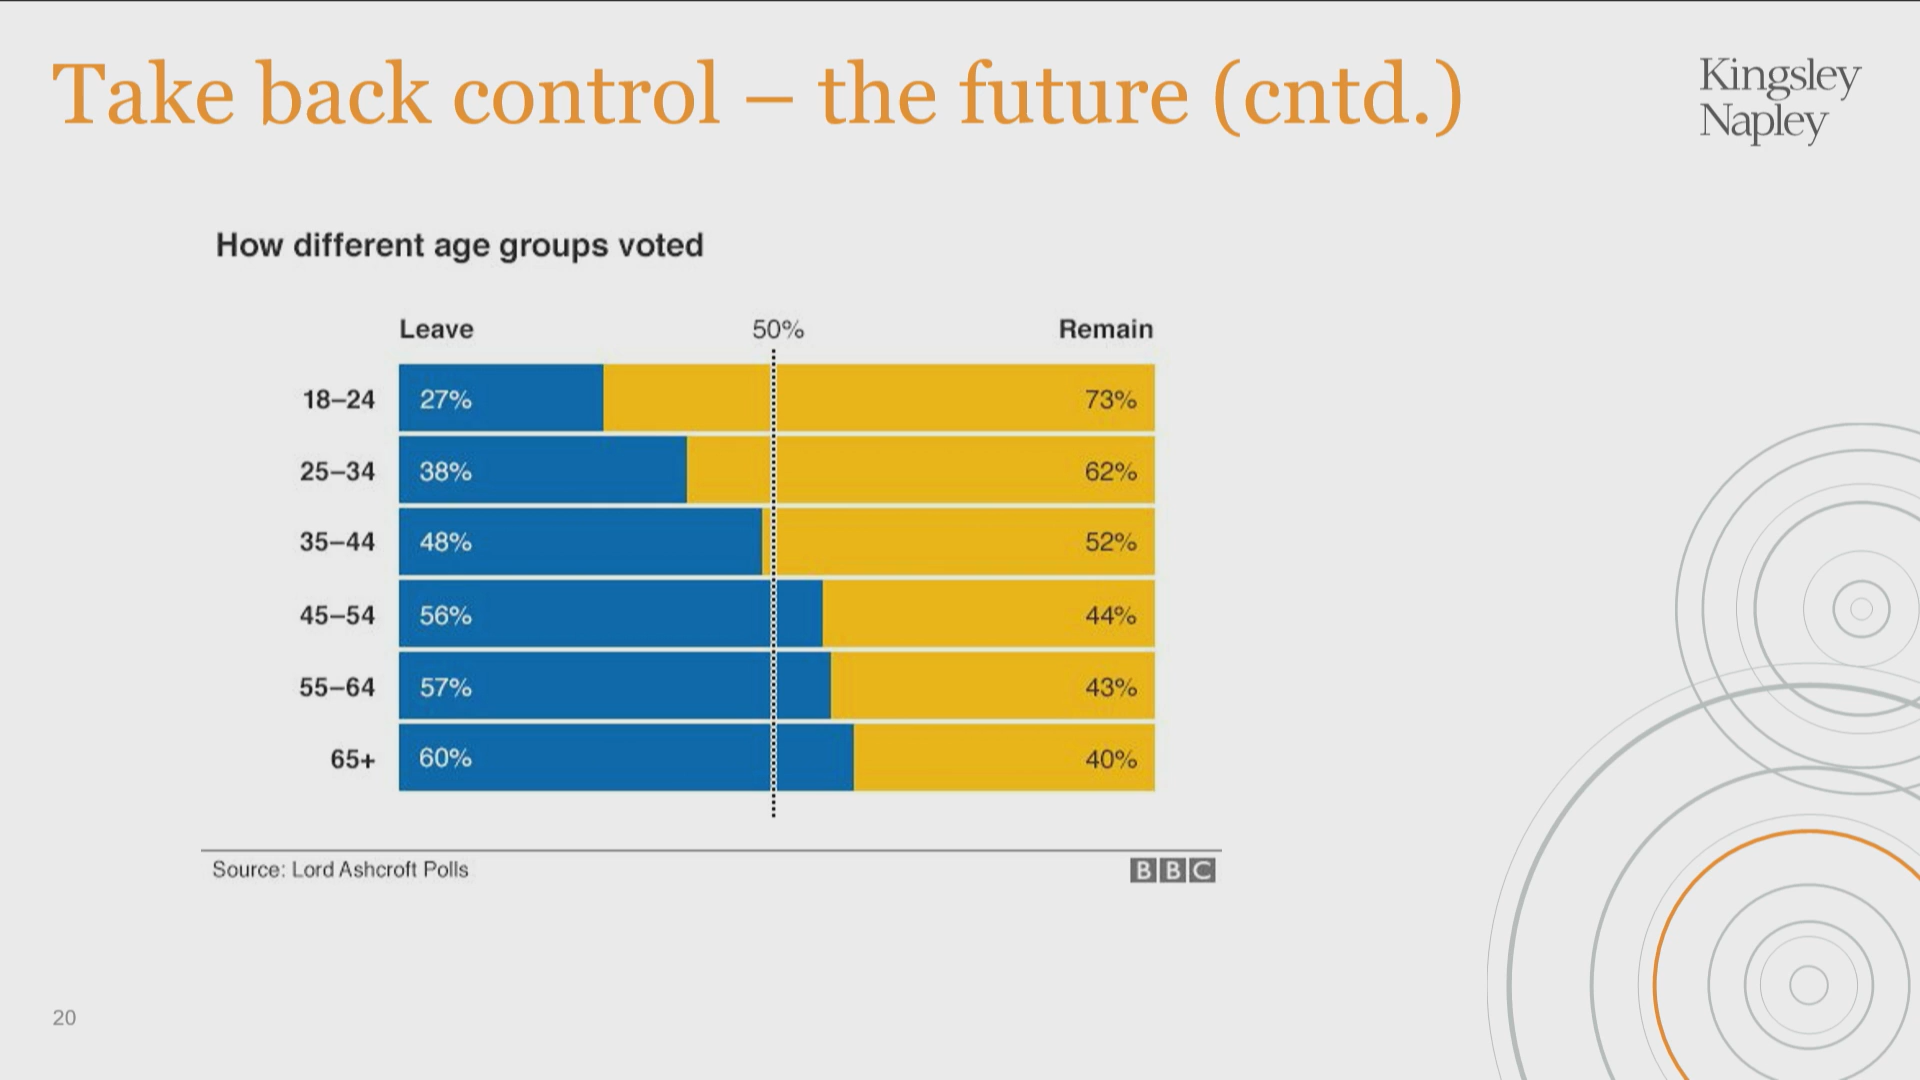 Take back control – the future (cntd.)
Kingsley
Napley
How different age groups voted
Leave 50% Remain
18–24 27% 73%
25–34 38% 62%
35–44 48% 52%
45–54 56% 44%
55–64 57% 43%
65+ 60% 40%
Source: Lord Ashcroft Polls BBC
20